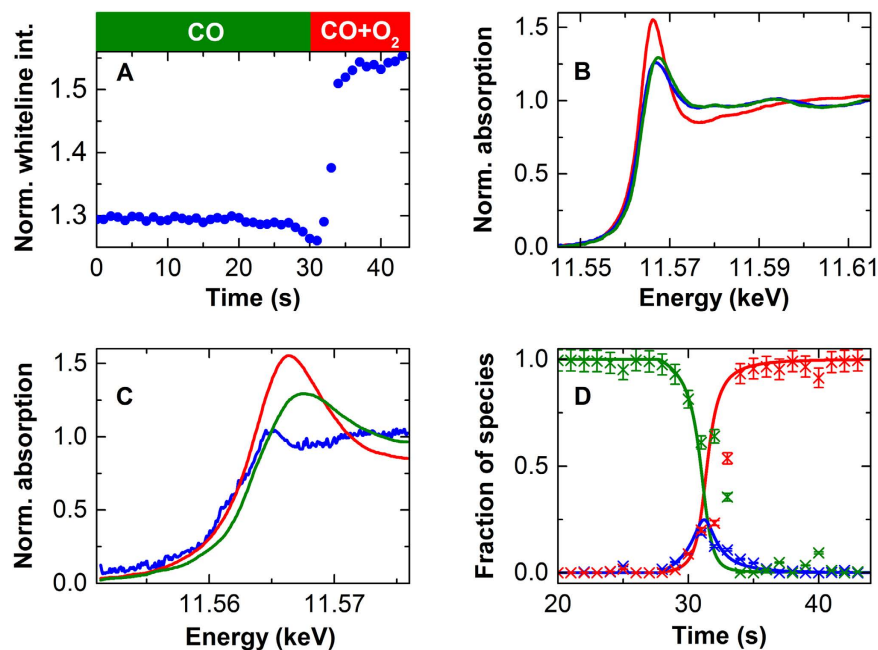 CO CO+O₂
A
Norm. whiteline int.
1.5
1.4
1.3
0 10 20 30 40
Time (s)
B
Norm. absorption
1.5
1.0
0.5
0.0
11.55 11.57 11.59 11.61
Energy (keV)
C
Norm. absorption
1.5
1.0
0.5
0.0
11.56 11.57
Energy (keV)
D
Fraction of species
1.0
0.5
0.0
20 30 40
Time (s)